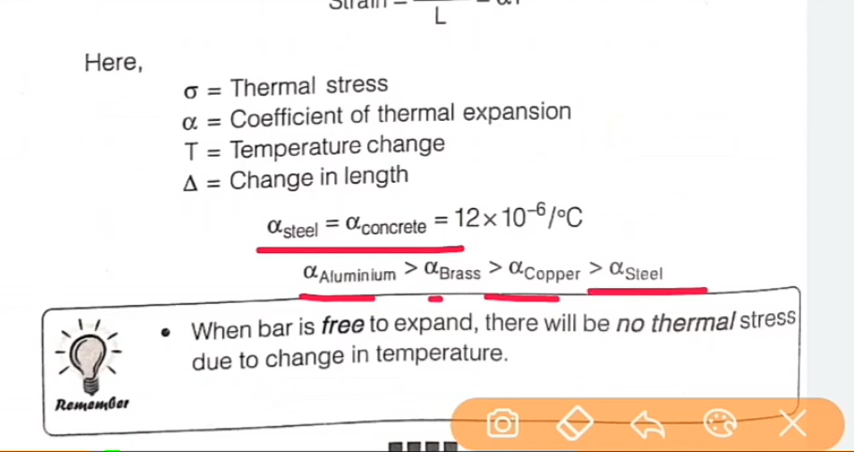 Strain =
L
Here,
σ = Thermal stress
α = Coefficient of thermal expansion
T = Temperature change
Δ = Change in length
αsteel = αconcrete = 12×10⁻⁶/°C
αAluminium > αBrass > αCopper > αSteel
• When bar is free to expand, there will be no thermal stress
due to change in temperature.
Remember